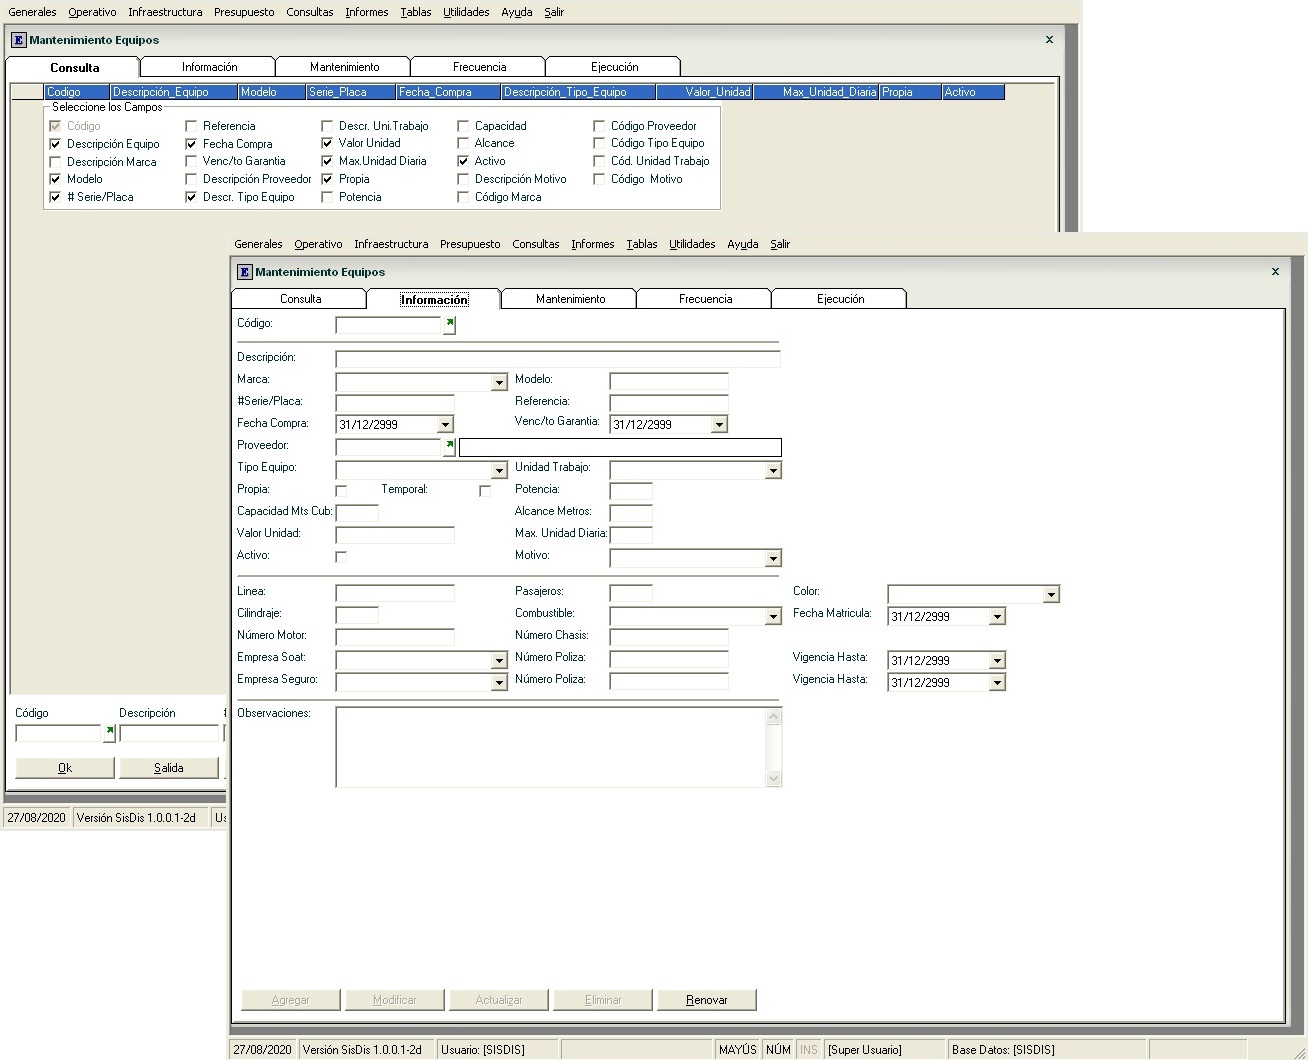 Generales Operativo Infraestructura Presupuesto Consultas Informes Tablas Utilidades Ayuda Salir
E Mantenimiento Equipos x
Consulta Información Mantenimiento Frecuencia Ejecución
Codigo Descripción_Equipo Modelo Serie_Placa Fecha_Compra Descripción_Tipo_Equipo Valor_Unidad Max_Unidad_Diaria Propia Activo
Seleccione los Campos
Código Referencia Descr. Uni.Trabajo Capacidad Código Proveedor
Descripción Equipo Fecha Compra Valor Unidad Alcance Código Tipo Equipo
Descripción Marca Venc/to Garantia Max.Unidad Diaria Activo Cód. Unidad Trabajo
Modelo Descripción Proveedor Propia Descripción Motivo Código Motivo
# Serie/Placa Descr. Tipo Equipo Potencia Código Marca
Código Descripción
Ok Salida
27/08/2020 Versión SisDis 1.0.0.1-2d
Generales Operativo Infraestructura Presupuesto Consultas Informes Tablas Utilidades Ayuda Salir
E Mantenimiento Equipos x
Consulta Información Mantenimiento Frecuencia Ejecución
Código:
Descripción:
Marca: Modelo:
#Serie/Placa: Referencia:
Fecha Compra: 31/12/2999 Venc/to Garantia: 31/12/2999
Proveedor:
Tipo Equipo: Unidad Trabajo:
Propia: Temporal: Potencia:
Capacidad Mts Cub: Alcance Metros:
Valor Unidad: Max. Unidad Diaria:
Activo: Motivo:
Linea: Pasajeros: Color:
Cilindraje: Combustible: Fecha Matricula: 31/12/2999
Número Motor: Número Chasis:
Empresa Soat: Número Poliza: Vigencia Hasta: 31/12/2999
Empresa Seguro: Número Poliza: Vigencia Hasta: 31/12/2999
Observaciones:
Agregar Modificar Actualizar Eliminar Renovar
27/08/2020 Versión SisDis 1.0.0.1-2d Usuario: [SISDIS] MAYÚS NÚM INS [Super Usuario] Base Datos: [SISDIS]